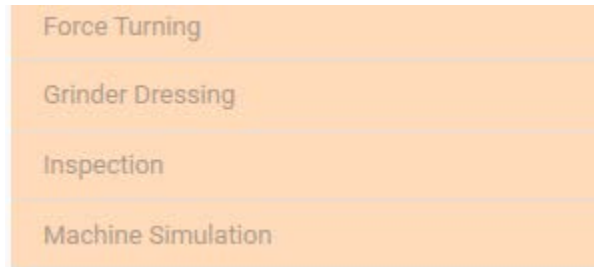 Force Turning
Grinder Dressing
Inspection
Machine Simulation